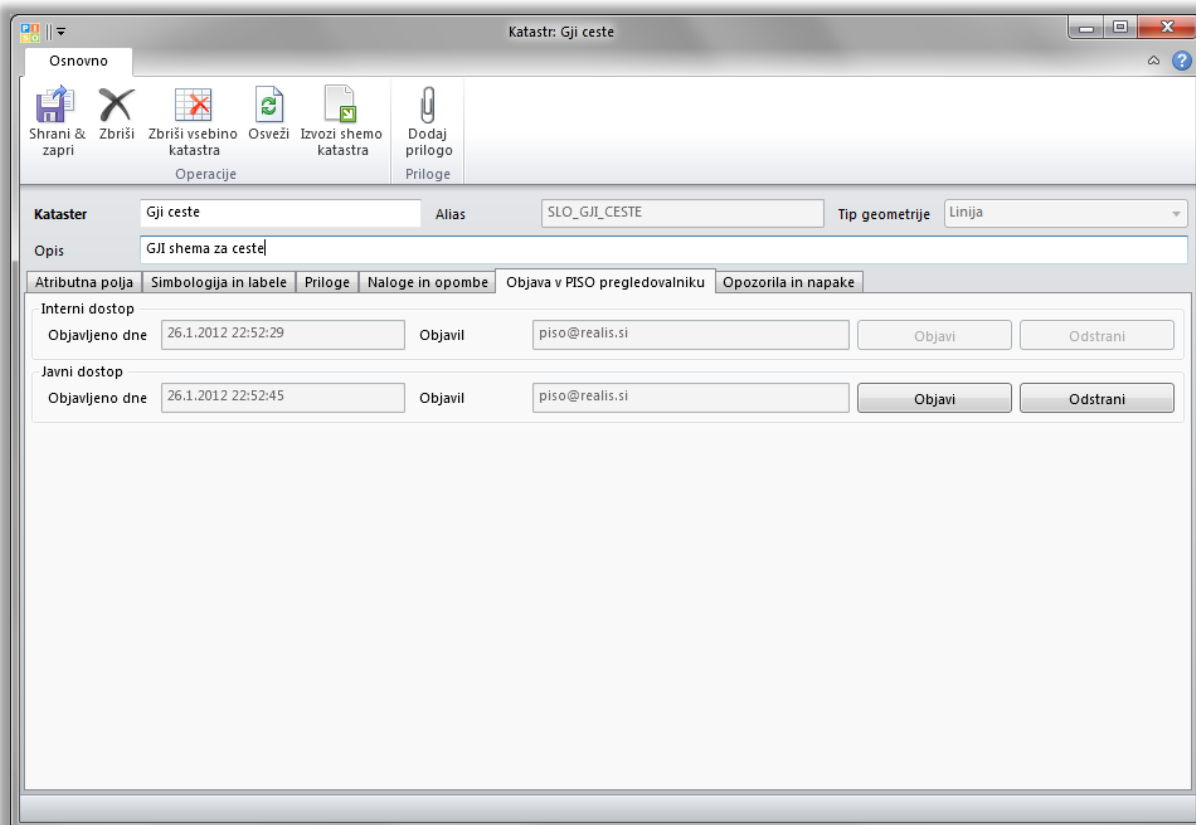 Katastr: Gji ceste
Osnovno
Shrani & zapri
Zbriši
Zbriši vsebino katastra
Osveži
Izvozi shemo katastra
Dodaj prilogo
Operacije
Priloge
Kataster Gji ceste Alias SLO_GJI_CESTE Tip geometrije Linija
Opis GJI shema za ceste
Atributna polja Simbologija in labele Priloge Naloge in opombe Objava v PISO pregledovalniku Opozorila in napake
Interni dostop
Objavljeno dne 26.1.2012 22:52:29 Objavil piso@realis.si Objavi Odstrani
Javni dostop
Objavljeno dne 26.1.2012 22:52:45 Objavil piso@realis.si Objavi Odstrani